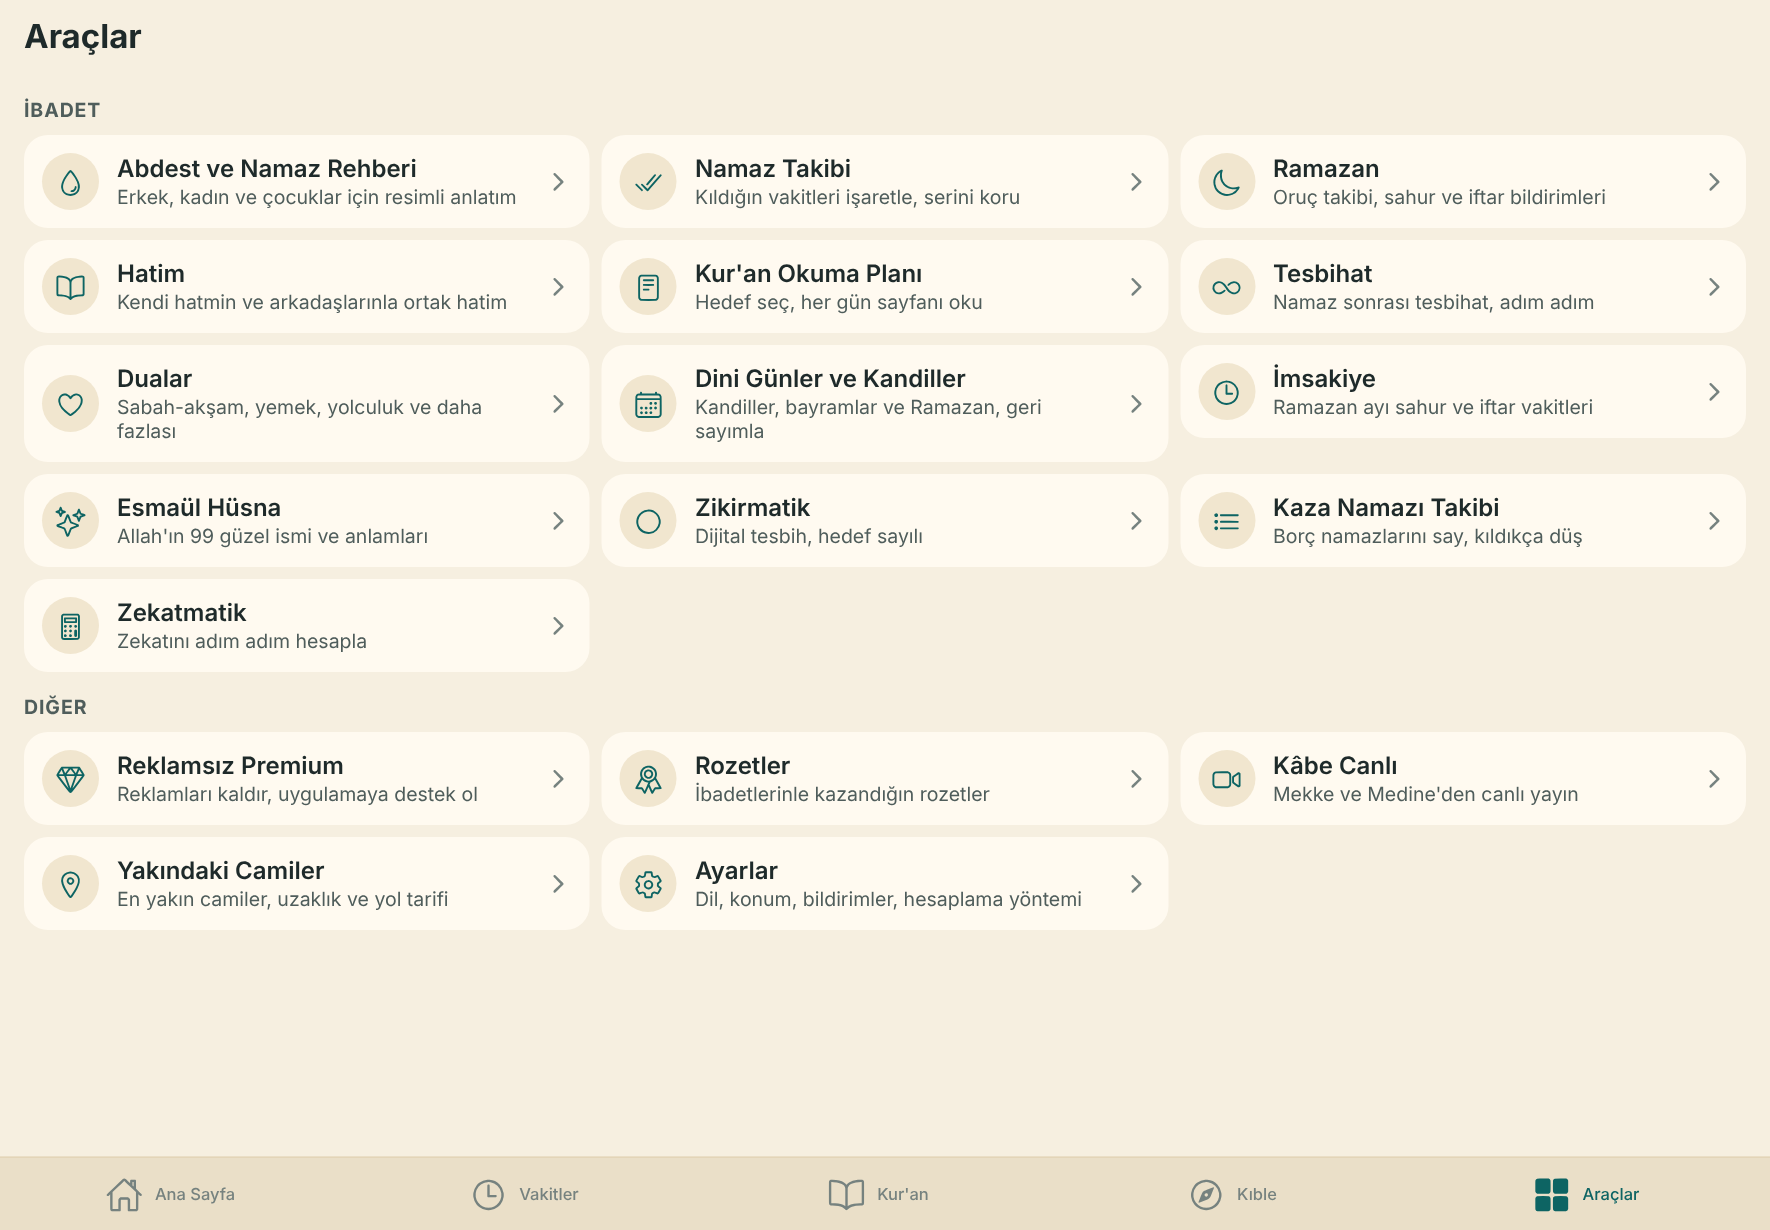 Araçlar
İBADET
Abdest ve Namaz Rehberi
Erkek, kadın ve çocuklar için resimli anlatım
Namaz Takibi
Kıldığın vakitleri işaretle, serini koru
Ramazan
Oruç takibi, sahur ve iftar bildirimleri
Hatim
Kendi hatmin ve arkadaşlarınla ortak hatim
Kur'an Okuma Planı
Hedef seç, her gün sayfanı oku
Tesbihat
Namaz sonrası tesbihat, adım adım
Dualar
Sabah-akşam, yemek, yolculuk ve daha
fazlası
Dini Günler ve Kandiller
Kandiller, bayramlar ve Ramazan, geri
sayımla
İmsakiye
Ramazan ayı sahur ve iftar vakitleri
Esmaül Hüsna
Allah'ın 99 güzel ismi ve anlamları
Zikirmatik
Dijital tesbih, hedef sayılı
Kaza Namazı Takibi
Borç namazlarını say, kıldıkça düş
Zekatmatik
Zekatını adım adım hesapla
DIĞER
Reklamsız Premium
Reklamları kaldır, uygulamaya destek ol
Rozetler
İbadetlerinle kazandığın rozetler
Kâbe Canlı
Mekke ve Medine'den canlı yayın
Yakındaki Camiler
En yakın camiler, uzaklık ve yol tarifi
Ayarlar
Dil, konum, bildirimler, hesaplama yöntemi
Ana Sayfa
Vakitler
Kur'an
Kıble
Araçlar